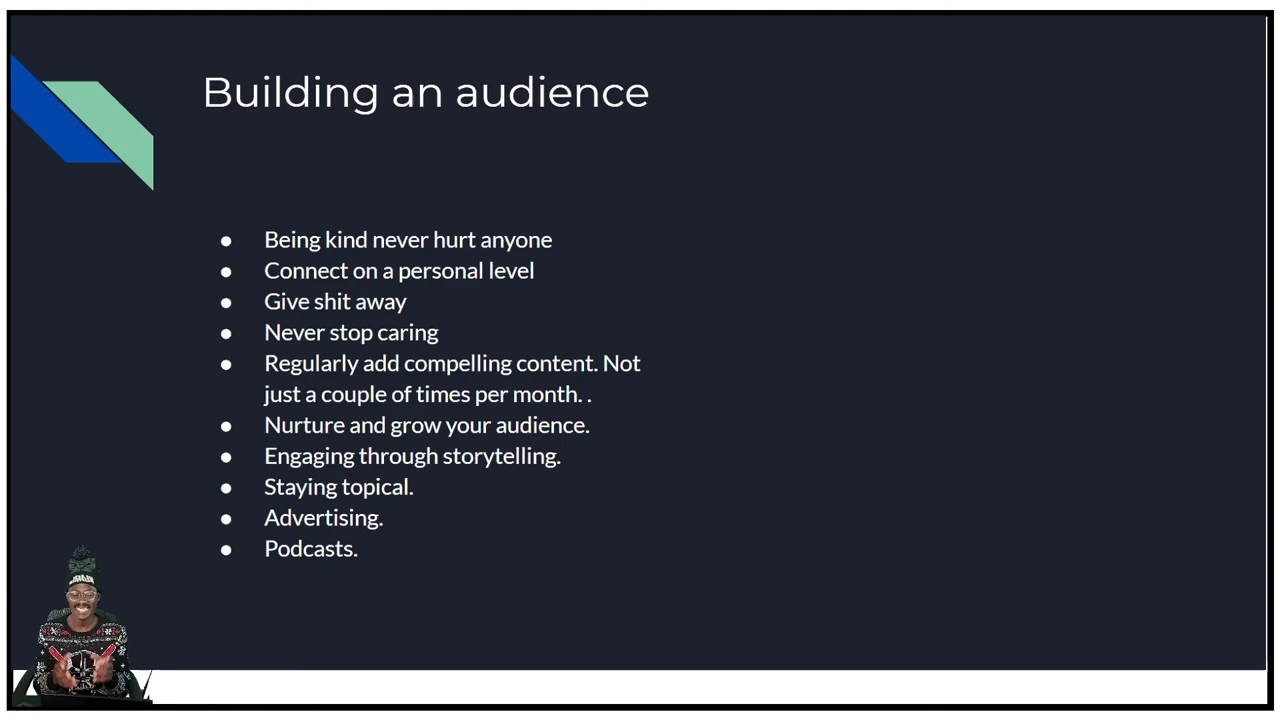 Building an audience
● Being kind never hurt anyone
● Connect on a personal level
● Give shit away
● Never stop caring
● Regularly add compelling content. Not
just a couple of times per month. .
● Nurture and grow your audience.
● Engaging through storytelling.
● Staying topical.
● Advertising.
● Podcasts.